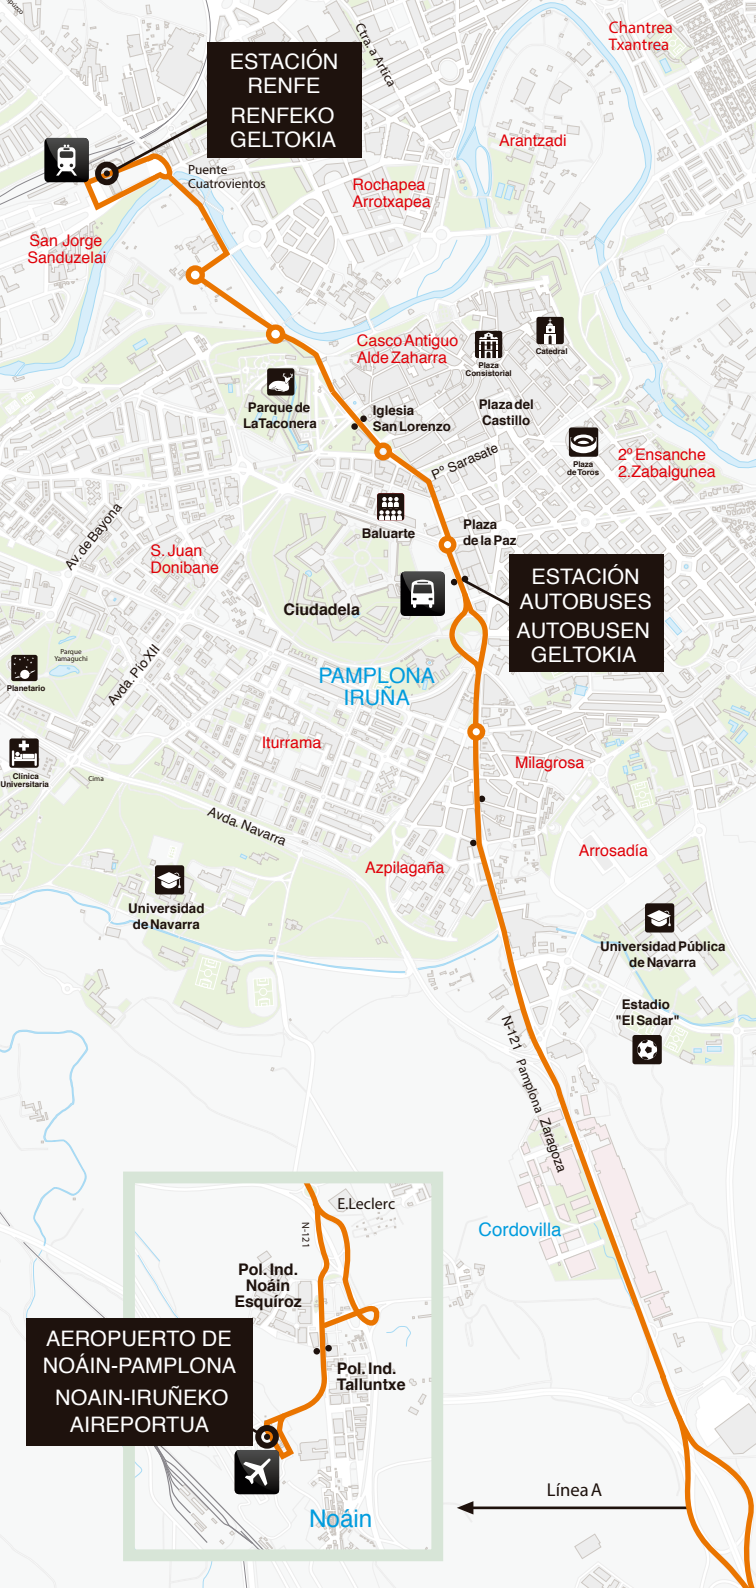 Chantrea
Txantrea
Ctra. a Artica
ESTACIÓN
RENFE
RENFEKO
GELTOKIA
Arantzadi
Puente
Cuatrovientos
Rochapea
Arrotxapea
San Jorge
Sanduzelai
Casco Antiguo
Alde Zaharra
Plaza
Consistorial
Catedral
Parque de
La Taconera
Iglesia
San Lorenzo
Plaza del
Castillo
Pº Sarasate
Plaza
de Toros
2º Ensanche
2.Zabalgunea
Av. de Bayona
Baluarte
Plaza
de la Paz
S. Juan
Donibane
ESTACIÓN
AUTOBUSES
AUTOBUSEN
GELTOKIA
Ciudadela
Parque
Yamaguchi
Avda. Pío XII
Planetario
PAMPLONA
IRUÑA
Iturrama
Milagrosa
Clínica
Universitaria
Cima
Avda. Navarra
Arrosadía
Azpilagaña
Universidad
de Navarra
Universidad Pública
de Navarra
Estadio
"El Sadar"
N-121 Pamplona Zaragoza
E.Leclerc
N-121
Cordovilla
Pol. Ind.
Noáin
Esquíroz
AEROPUERTO DE
NOÁIN-PAMPLONA
NOAIN-IRUÑEKO
AIREPORTUA
Pol. Ind.
Talluntxe
Línea A
Noáin